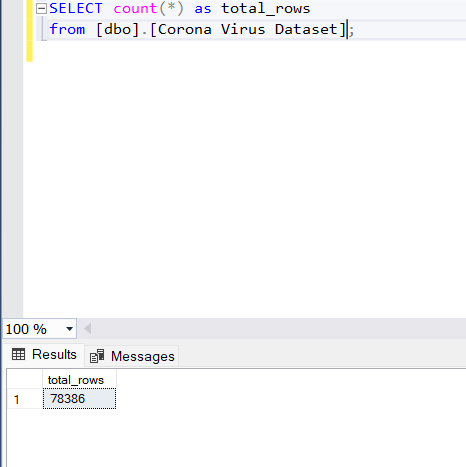 SELECT count(*) as total_rows
from [dbo].[Corona Virus Dataset];
100 %
Results Messages
total_rows
1 78386